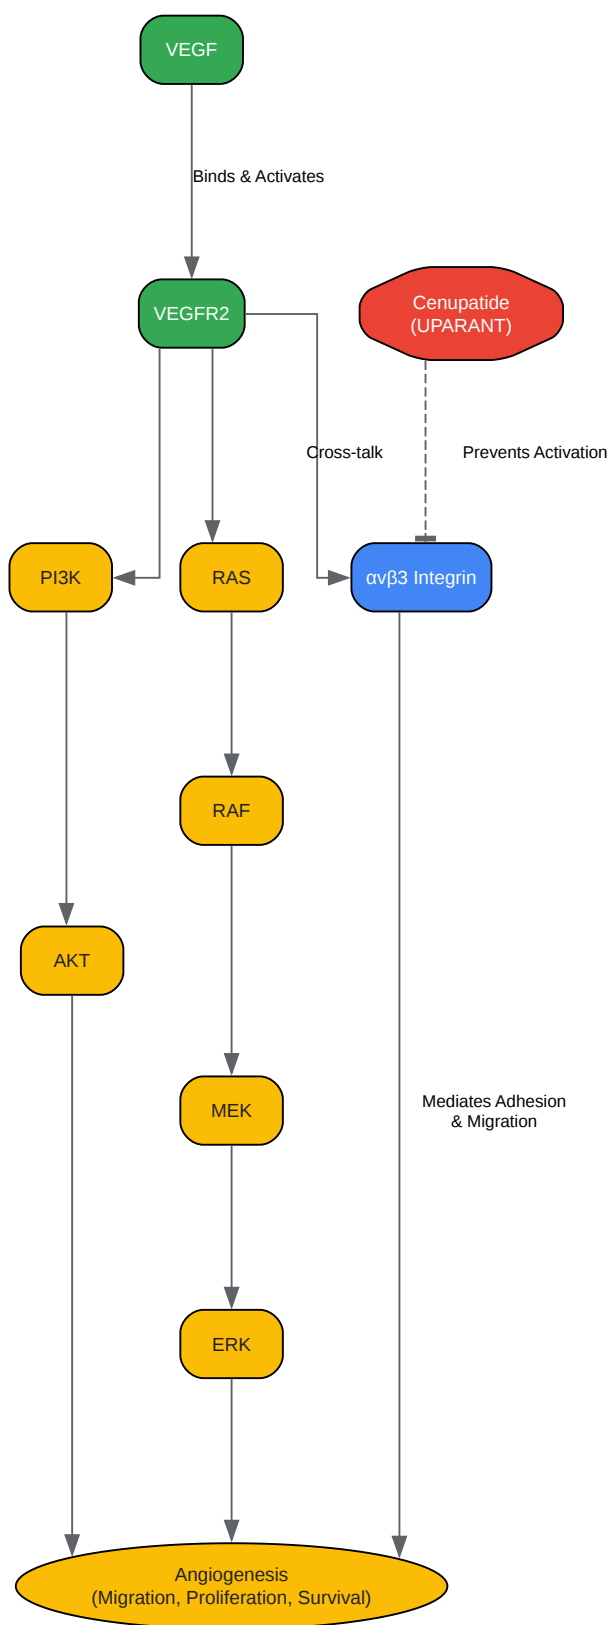 VEGF
Binds & Activates
VEGFR2
Cenupatide
(UPARANT)
Cross-talk
Prevents Activation
PI3K
RAS
αvβ3 Integrin
RAF
AKT
MEK
Mediates Adhesion
& Migration
ERK
Angiogenesis
(Migration, Proliferation, Survival)